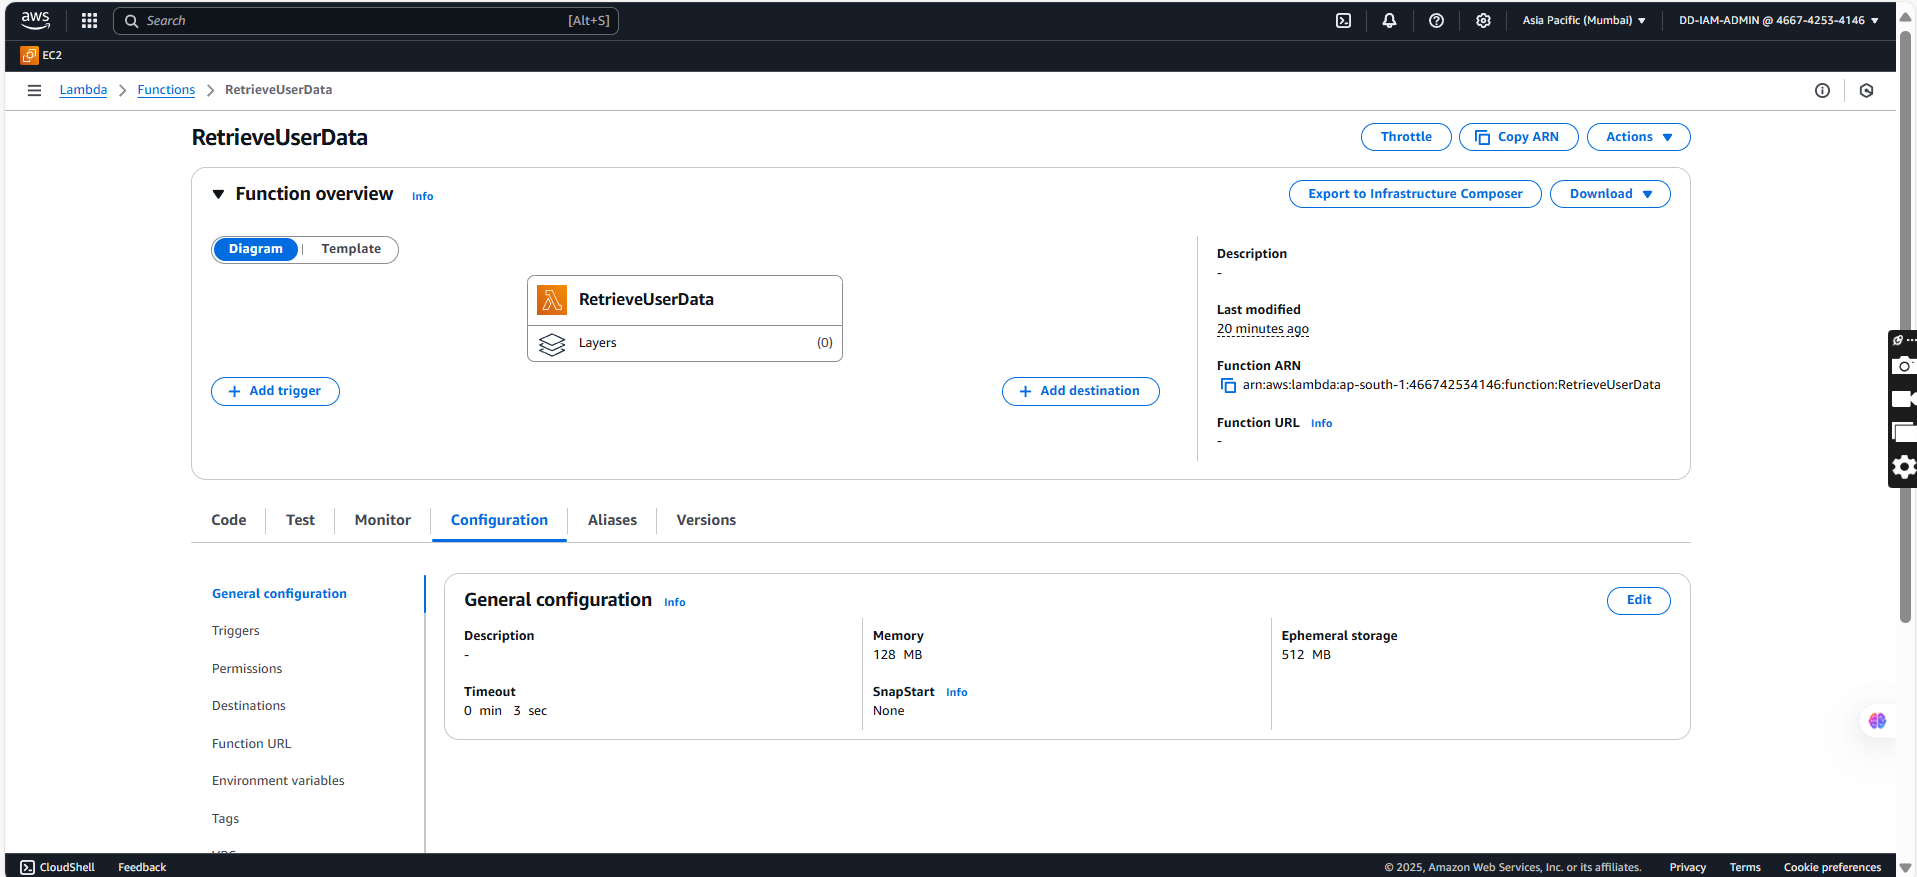 aws
Search [Alt+S]
Asia Pacific (Mumbai) DD-IAM-ADMIN @ 4667-4253-4146
EC2
Lambda Functions RetrieveUserData
RetrieveUserData
Throttle Copy ARN Actions
Function overview Info
Export to Infrastructure Composer Download
Diagram Template
RetrieveUserData
Layers (0)
+ Add trigger
+ Add destination
Description
-
Last modified
20 minutes ago
Function ARN
arn:aws:lambda:ap-south-1:466742534146:function:RetrieveUserData
Function URL Info
-
Code Test Monitor Configuration Aliases Versions
General configuration
Triggers
Permissions
Destinations
Function URL
Environment variables
Tags
General configuration Info
Edit
Description
-
Timeout
0 min 3 sec
Memory
128 MB
SnapStart Info
None
Ephemeral storage
512 MB
CloudShell Feedback
© 2025, Amazon Web Services, Inc. or its affiliates. Privacy Terms Cookie preferences